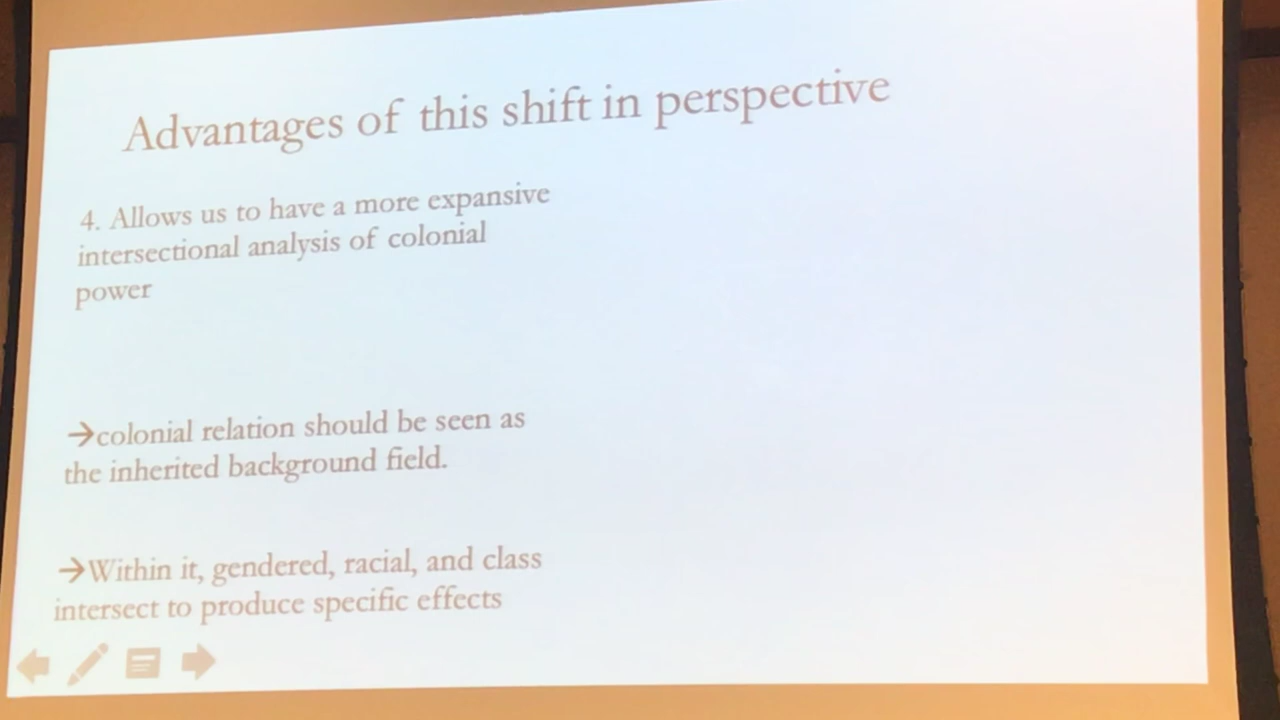 Advantages of this shift in perspective
4. Allows us to have a more expansive
intersectional analysis of colonial
power
→colonial relation should be seen as
the inherited background field.
→Within it, gendered, racial, and class
intersect to produce specific effects